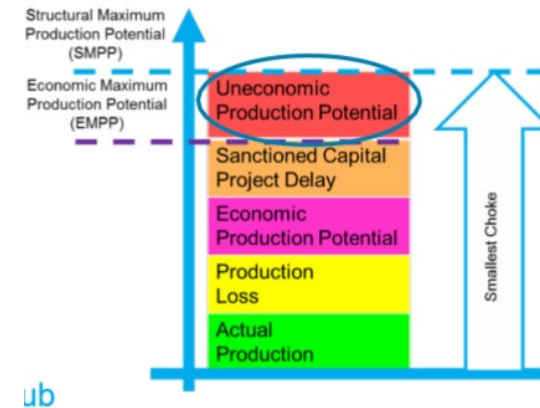 Structural Maximum
Production Potential
(SMPP)
Economic Maximum
Production Potential
(EMPP)
Uneconomic
Production Potential
Sanctioned Capital
Project Delay
Economic
Production Potential
Production
Loss
Actual
Production
Smallest Choke
ub